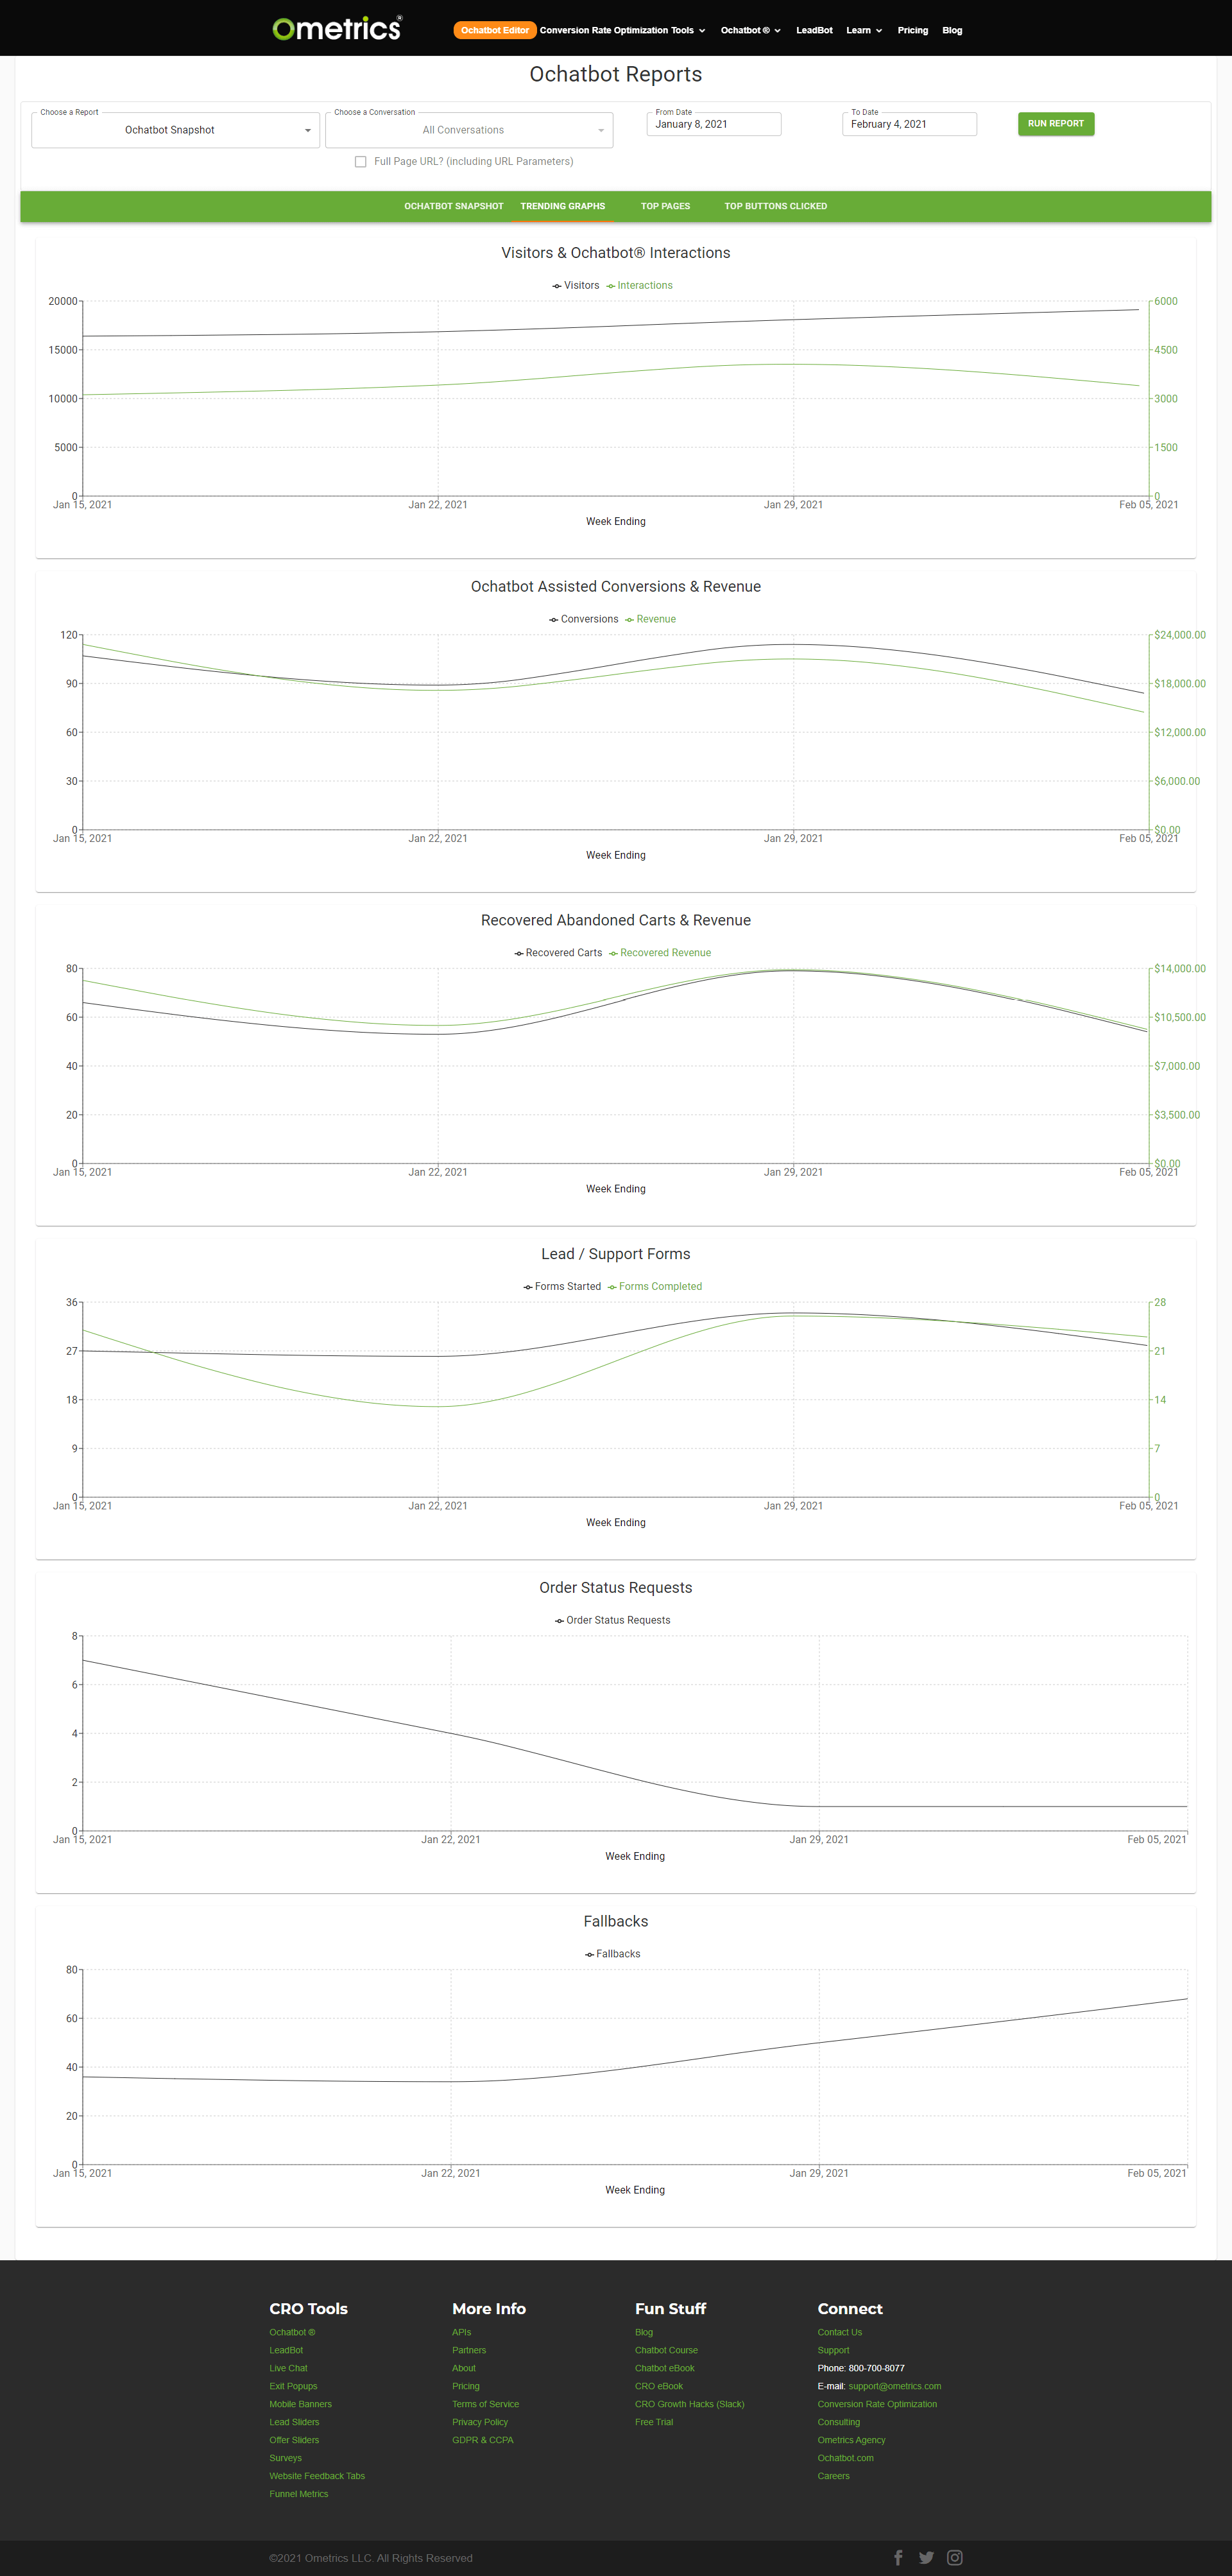 Ometrics®
Ochatbot Editor Conversion Rate Optimization Tools Ochatbot ® LeadBot Learn Pricing Blog
Ochatbot Reports
Choose a Report Choose a Conversation From Date To Date
Ochatbot Snapshot All Conversations January 8, 2021 February 4, 2021 RUN REPORT
Full Page URL? (including URL Parameters)
OCHATBOT SNAPSHOT TRENDING GRAPHS TOP PAGES TOP BUTTONS CLICKED
Visitors & Ochatbot® Interactions
Visitors Interactions
20000 6000
15000 4500
10000 3000
5000 1500
0 0
Jan 15, 2021 Jan 22, 2021 Jan 29, 2021 Feb 05, 2021
Week Ending
Ochatbot Assisted Conversions & Revenue
Conversions Revenue
120 $24,000.00
90 $18,000.00
60 $12,000.00
30 $6,000.00
0 $0.00
Jan 15, 2021 Jan 22, 2021 Jan 29, 2021 Feb 05, 2021
Week Ending
Recovered Abandoned Carts & Revenue
Recovered Carts Recovered Revenue
80 $14,000.00
60 $10,500.00
40 $7,000.00
20 $3,500.00
0 $0.00
Jan 15, 2021 Jan 22, 2021 Jan 29, 2021 Feb 05, 2021
Week Ending
Lead / Support Forms
Forms Started Forms Completed
36 28
27 21
18 14
9 7
0 0
Jan 15, 2021 Jan 22, 2021 Jan 29, 2021 Feb 05, 2021
Week Ending
Order Status Requests
Order Status Requests
8
6
4
2
0
Jan 15, 2021 Jan 22, 2021 Jan 29, 2021 Feb 05, 2021
Week Ending
Fallbacks
Fallbacks
80
60
40
20
0
Jan 15, 2021 Jan 22, 2021 Jan 29, 2021 Feb 05, 2021
Week Ending
CRO Tools
Ochatbot ®
LeadBot
Live Chat
Exit Popups
Mobile Banners
Lead Sliders
Offer Sliders
Surveys
Website Feedback Tabs
Funnel Metrics
More Info
APIs
Partners
About
Pricing
Terms of Service
Privacy Policy
GDPR & CCPA
Fun Stuff
Blog
Chatbot Course
Chatbot eBook
CRO eBook
CRO Growth Hacks (Slack)
Free Trial
Connect
Contact Us
Support
Phone: 800-700-8077
E-mail: support@ometrics.com
Conversion Rate Optimization
Consulting
Ometrics Agency
Ochatbot.com
Careers
©2021 Ometrics LLC. All Rights Reserved